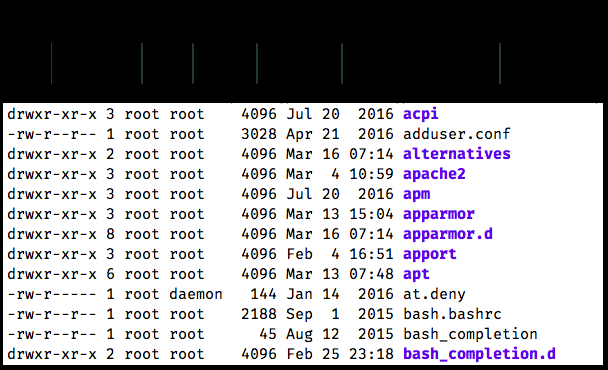 drwxr-xr-x 3 root root    4096 Jul 20  2016 acpi
-rw-r--r-- 1 root root    3028 Apr 21  2016 adduser.conf
drwxr-xr-x 2 root root    4096 Mar 16 07:14 alternatives
drwxr-xr-x 3 root root    4096 Mar  4 10:59 apache2
drwxr-xr-x 3 root root    4096 Jul 20  2016 apm
drwxr-xr-x 3 root root    4096 Mar 13 15:04 apparmor
drwxr-xr-x 8 root root    4096 Mar 16 07:14 apparmor.d
drwxr-xr-x 3 root root    4096 Feb  4 16:51 apport
drwxr-xr-x 6 root root    4096 Mar 13 07:48 apt
-rw-r----- 1 root daemon   144 Jan 14  2016 at.deny
-rw-r--r-- 1 root root    2188 Sep  1  2015 bash.bashrc
-rw-r--r-- 1 root root      45 Aug 12  2015 bash_completion
drwxr-xr-x 2 root root    4096 Feb 25 23:18 bash_completion.d